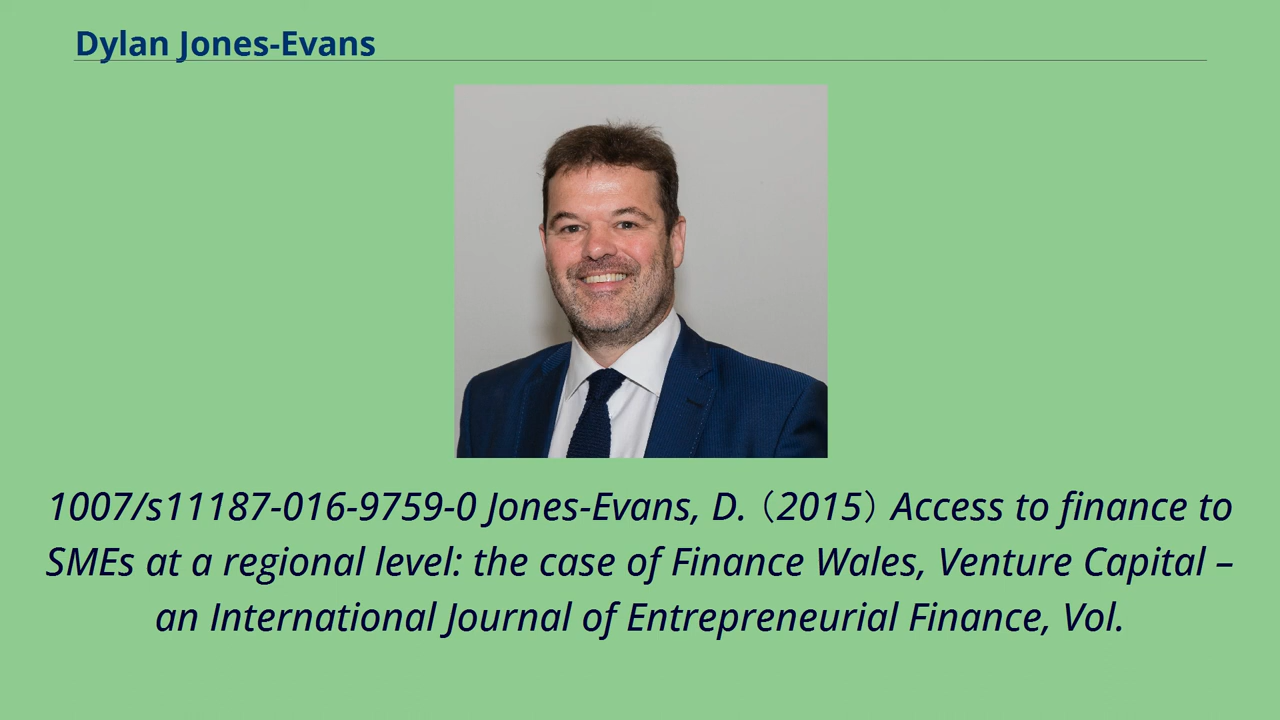 Dylan Jones-Evans
1007/s11187-016-9759-0 Jones-Evans, D.（2015）Access to finance to
SMEs at a regional level: the case of Finance Wales, Venture Capital –
an International Journal of Entrepreneurial Finance, Vol.